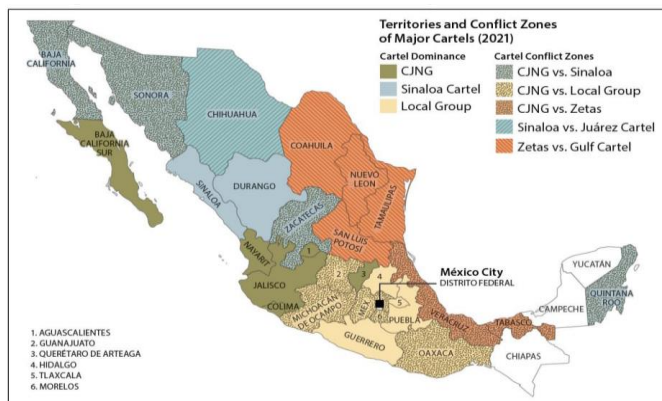 Territories and Conflict Zones
of Major Cartels (2021)
Cartel Dominance
CJNG
Sinaloa Cartel
Local Group
Cartel Conflict Zones
CJNG vs. Sinaloa
CJNG vs. Local Group
CJNG vs. Zetas
Sinaloa vs. Juárez Cartel
Zetas vs. Gulf Cartel
BAJA
CALIFORNIA
SONORA
CHIHUAHUA
BAJA
CALIFORNIA
SUR
COAHUILA
NUEVO
LEON
TAMAULIPAS
SINALOA
DURANGO
ZACATECAS
SAN LUIS
POTOSÍ
NAYARIT
1
2
3
4
México City
DISTRITO FEDERAL
YUCATÁN
QUINTANA
ROO
CAMPECHE
JALISCO
COLIMA
MICHOACÁN
DE OCAMPO
MEX
5
6
PUEBLA
VERACRUZ
TABASCO
GUERRERO
OAXACA
CHIAPAS
1. AGUASCALIENTES
2. GUANAJUATO
3. QUERÉTARO DE ARTEAGA
4. HIDALGO
5. TLAXCALA
6. MORELOS